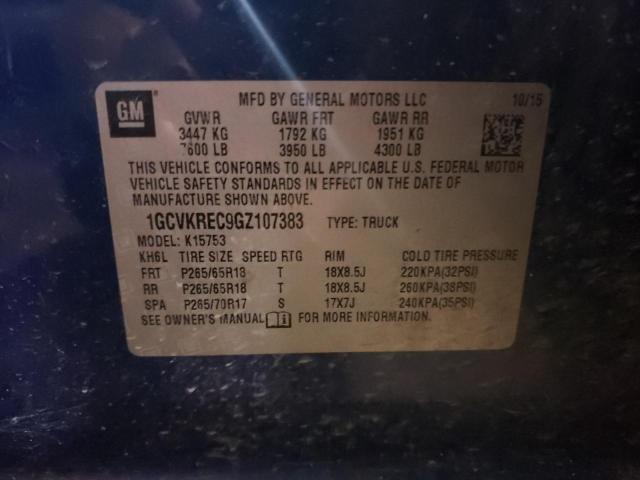 GM
MFD BY GENERAL MOTORS LLC 10/15
GVWR GAWR FRT GAWR RR
3447 KG 1792 KG 1951 KG
7600 LB 3950 LB 4300 LB
THIS VEHICLE CONFORMS TO ALL APPLICABLE U.S. FEDERAL MOTOR
VEHICLE SAFETY STANDARDS IN EFFECT ON THE DATE OF
MANUFACTURE SHOWN ABOVE.
1GCVKREC9GZ107383 TYPE: TRUCK
MODEL: K15753
KH6L TIRE SIZE SPEED RTG RIM COLD TIRE PRESSURE
FRT P265/65R18 T 18X8.5J 220KPA(32PSI)
RR P265/65R18 T 18X8.5J 260KPA(38PSI)
SPA P265/70R17 S 17X7J 240KPA(35PSI)
SEE OWNER'S MANUAL FOR MORE INFORMATION.